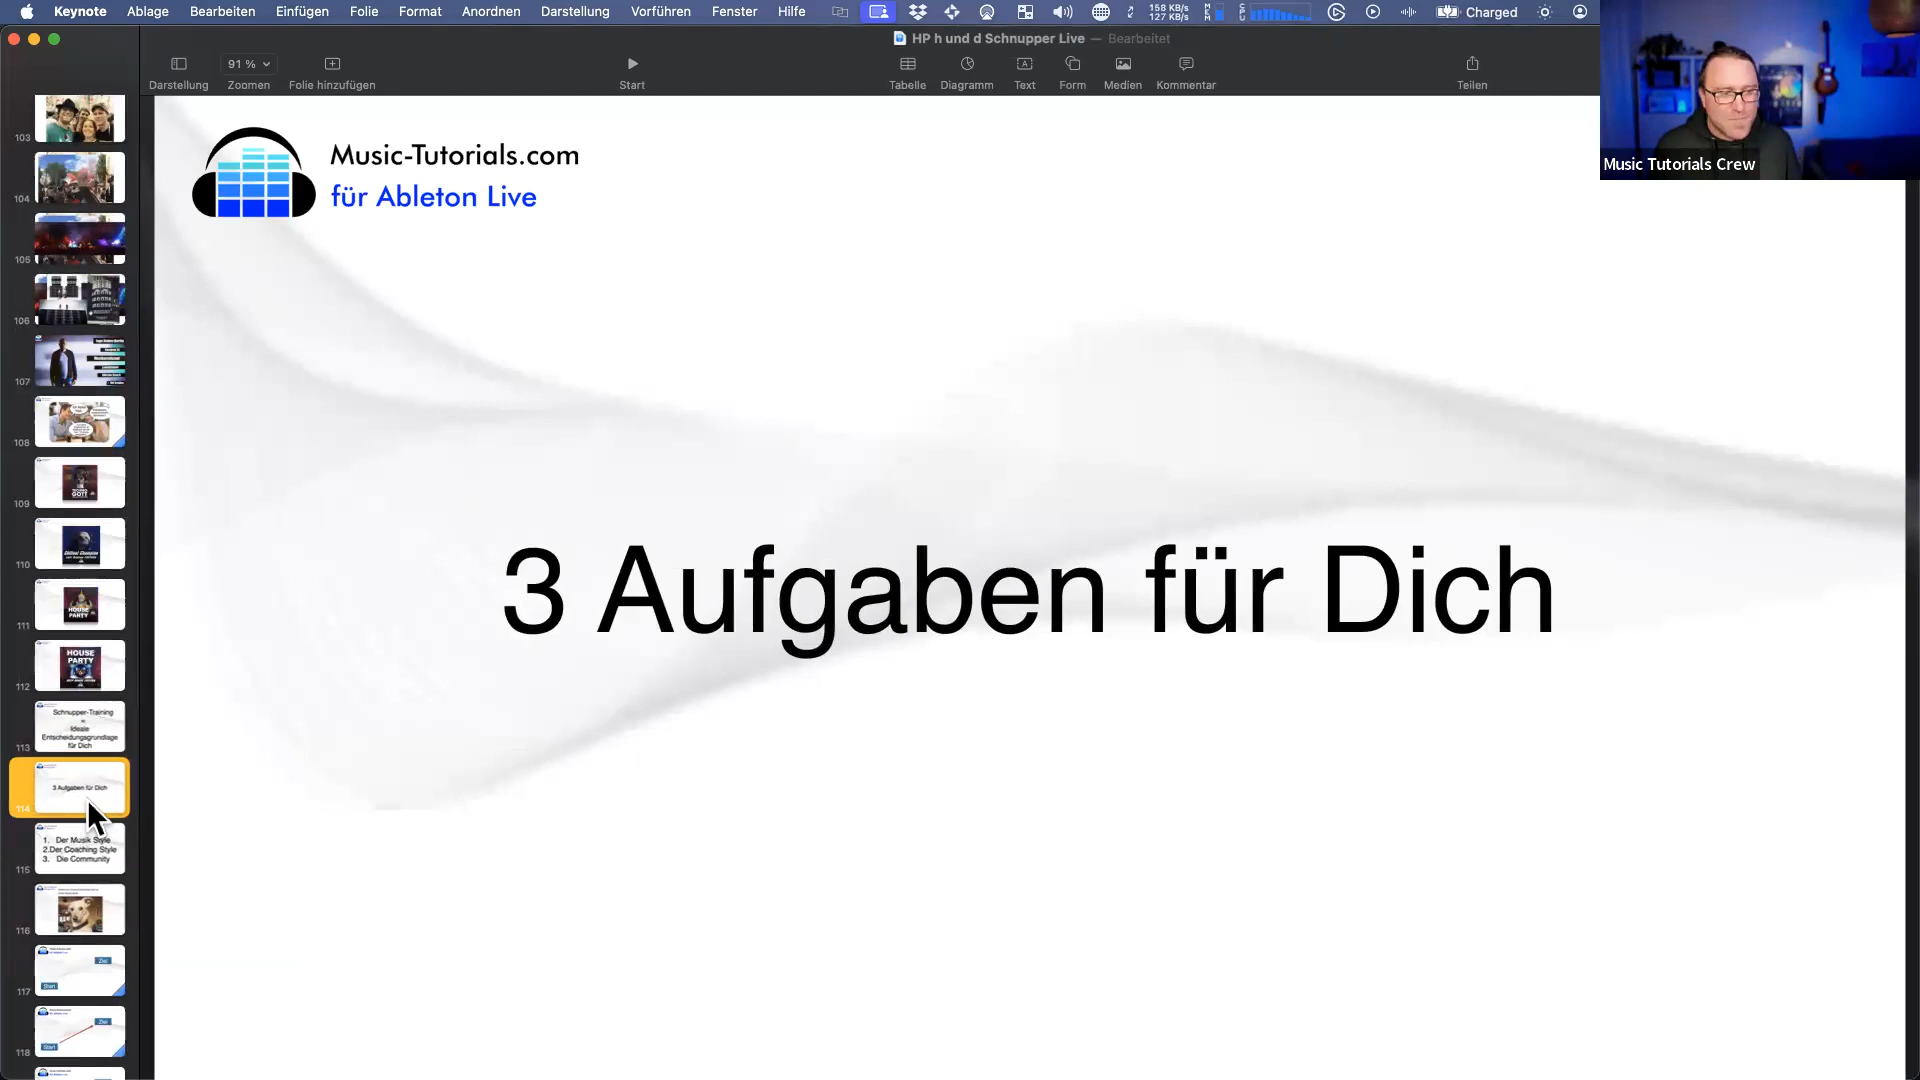 Keynote Ablage Bearbeiten Einfügen Folie Format Anordnen Darstellung Vorführen Fenster Hilfe
158 KB/s
127 KB/s
Charged
HP h und d Schnupper Live — Bearbeitet
91 %
Darstellung Zoomen Folie hinzufügen Start Tabelle Diagramm Text Form Medien Kommentar Teilen
Music Tutorials Crew
Music-Tutorials.com
für Ableton Live
3 Aufgaben für Dich
103
104
105
106
107
108
109
110
111
HOUSE
PARTY
112
HOUSE
PARTY
113
Schnupper-Training
=
Ideale
Entscheidungsgrundlage
für Dich
114
3 Aufgaben für Dich
115
1. Der Musik Style
2.Der Coaching Style
3. Die Community
116
117
Ziel
Start
118
Ziel
Start